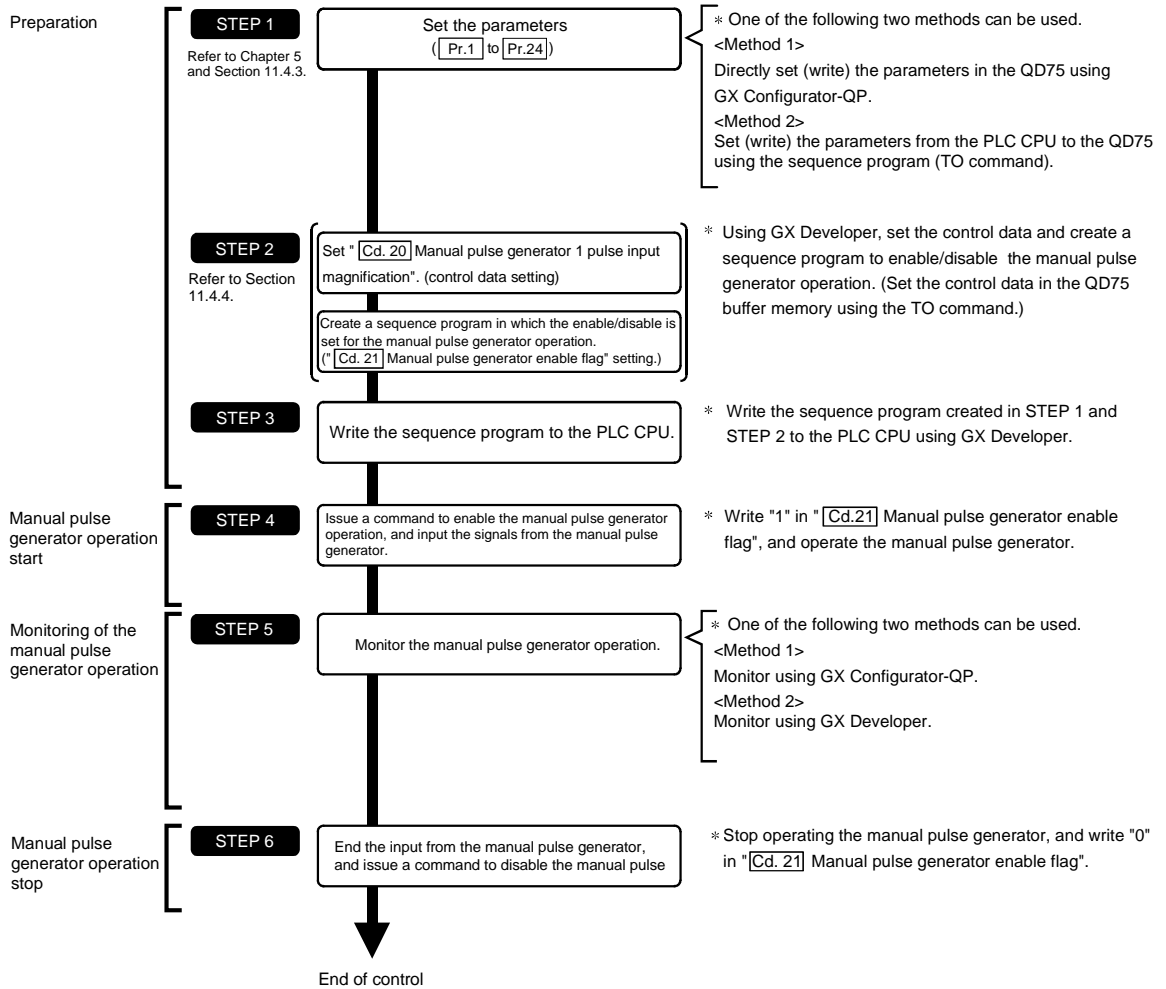 Preparation
STEP 1
Refer to Chapter 5
and Section 11.4.3.
Set the parameters
( Pr.1 to Pr.24 )
* One of the following two methods can be used.
<Method 1>
Directly set (write) the parameters in the QD75 using
GX Configurator-QP.
<Method 2>
Set (write) the parameters from the PLC CPU to the QD75
using the sequence program (TO command).
STEP 2
Refer to Section
11.4.4.
Set " Cd. 20 Manual pulse generator 1 pulse input
magnification". (control data setting)
Create a sequence program in which the enable/disable is
set for the manual pulse generator operation.
(" Cd. 21 Manual pulse generator enable flag" setting.)
* Using GX Developer, set the control data and create a
sequence program to enable/disable the manual pulse
generator operation. (Set the control data in the QD75
buffer memory using the TO command.)
STEP 3
Write the sequence program to the PLC CPU.
* Write the sequence program created in STEP 1 and
STEP 2 to the PLC CPU using GX Developer.
Manual pulse
generator operation
start
STEP 4
Issue a command to enable the manual pulse generator
operation, and input the signals from the manual pulse
generator.
* Write "1" in " Cd.21 Manual pulse generator enable
flag", and operate the manual pulse generator.
Monitoring of the
manual pulse
generator operation
STEP 5
Monitor the manual pulse generator operation.
* One of the following two methods can be used.
<Method 1>
Monitor using GX Configurator-QP.
<Method 2>
Monitor using GX Developer.
Manual pulse
generator operation
stop
STEP 6
End the input from the manual pulse generator,
and issue a command to disable the manual pulse
* Stop operating the manual pulse generator, and write "0"
in " Cd. 21 Manual pulse generator enable flag".
End of control